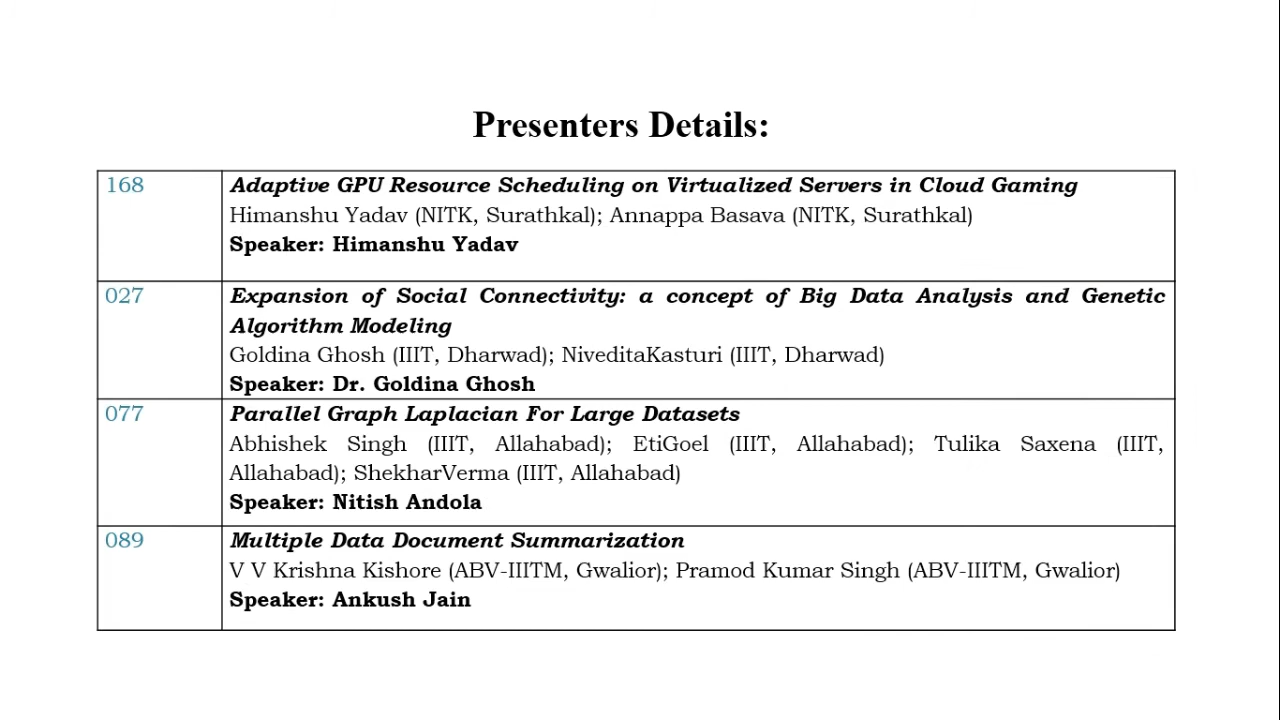 Presenters Details:
168
Adaptive GPU Resource Scheduling on Virtualized Servers in Cloud Gaming
Himanshu Yadav (NITK, Surathkal); Annappa Basava (NITK, Surathkal)
Speaker: Himanshu Yadav
027
Expansion of Social Connectivity: a concept of Big Data Analysis and Genetic
Algorithm Modeling
Goldina Ghosh (IIIT, Dharwad); NiveditaKasturi (IIIT, Dharwad)
Speaker: Dr. Goldina Ghosh
077
Parallel Graph Laplacian For Large Datasets
Abhishek Singh (IIIT, Allahabad); EtiGoel (IIIT, Allahabad); Tulika Saxena (IIIT,
Allahabad); ShekharVerma (IIIT, Allahabad)
Speaker: Nitish Andola
089
Multiple Data Document Summarization
V V Krishna Kishore (ABV-IIITM, Gwalior); Pramod Kumar Singh (ABV-IIITM, Gwalior)
Speaker: Ankush Jain